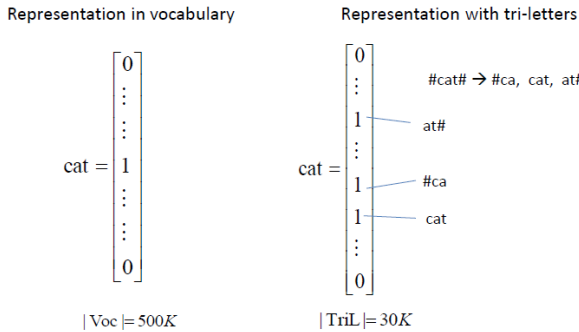 Representation in vocabulary
cat =
0
⋮
⋮
1
⋮
⋮
0
| Voc |= 500K
Representation with tri-letters
#cat# → #ca, cat, at#
cat =
0
⋮
1
at#
⋮
1
#ca
1
cat
⋮
0
| TriL |= 30K